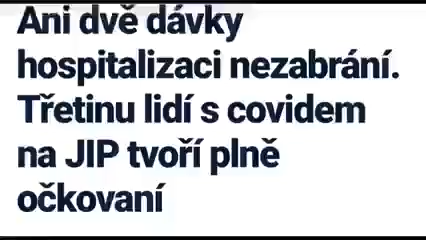 Ani dvě dávky
hospitalizaci nezabrání.
Třetinu lidí s covidem
na JIP tvoří plně
očkovaní